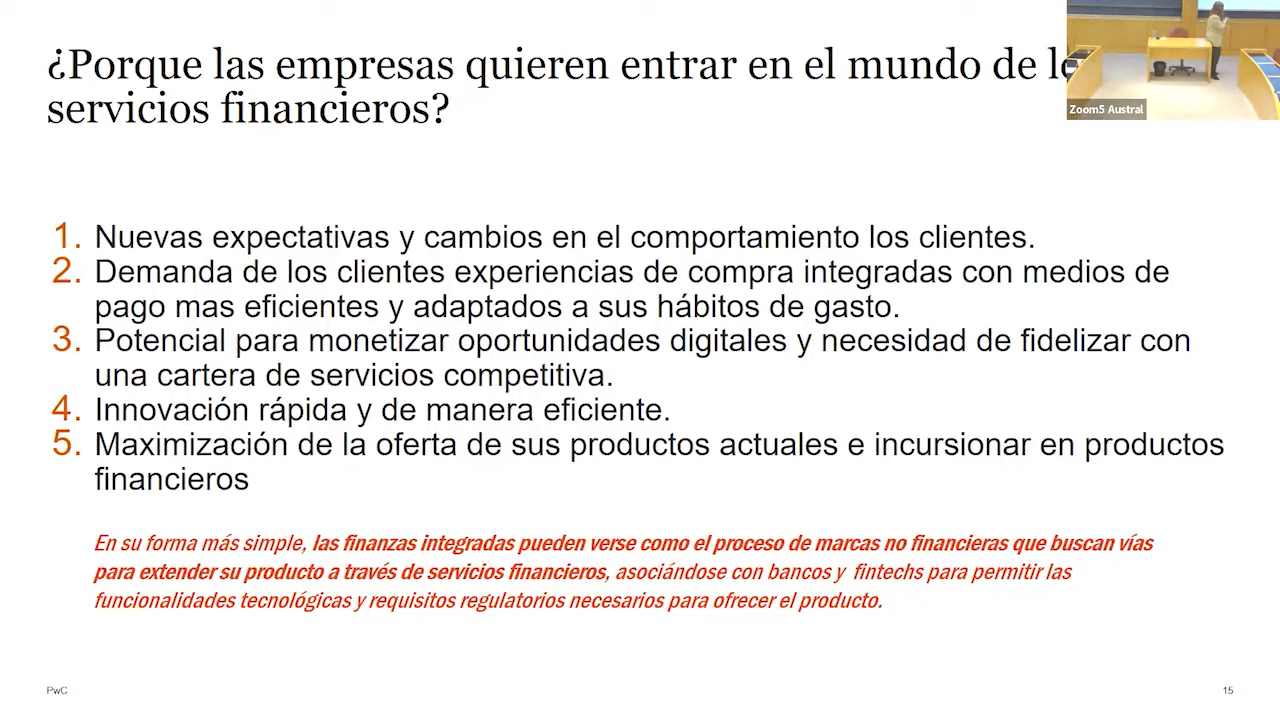 ¿Porque las empresas quieren entrar en el mundo de
servicios financieros?
Zoom5 Austral
1. Nuevas expectativas y cambios en el comportamiento los clientes.
2. Demanda de los clientes experiencias de compra integradas con medios de
pago mas eficientes y adaptados a sus hábitos de gasto.
3. Potencial para monetizar oportunidades digitales y necesidad de fidelizar con
una cartera de servicios competitiva.
4. Innovación rápida y de manera eficiente.
5. Maximización de la oferta de sus productos actuales e incursionar en productos
financieros
En su forma más simple, las finanzas integradas pueden verse como el proceso de marcas no financieras que buscan vías
para extender su producto a través de servicios financieros, asociándose con bancos y fintechs para permitir las
funcionalidades tecnológicas y requisitos regulatorios necesarios para ofrecer el producto.
PwC
15